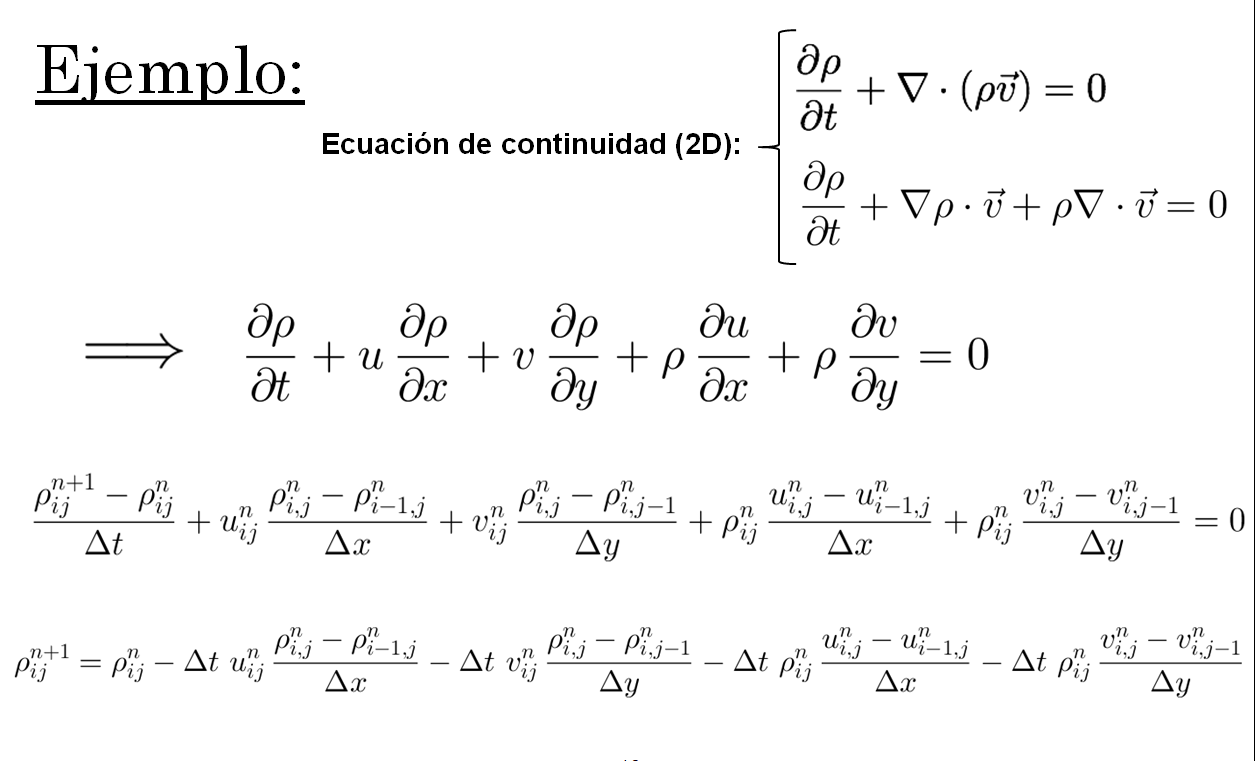 Ejemplo:
Ecuación de continuidad (2D):
∂ρ/∂t + ∇ · (ρv⃗) = 0
∂ρ/∂t + ∇ρ · v⃗ + ρ∇ · v⃗ = 0
⟹ ∂ρ/∂t + u ∂ρ/∂x + v ∂ρ/∂y + ρ ∂u/∂x + ρ ∂v/∂y = 0
(ρ_{ij}^{n+1} − ρ_{ij}^{n})/Δt + u_{ij}^{n} (ρ_{i,j}^{n} − ρ_{i−1,j}^{n})/Δx + v_{ij}^{n} (ρ_{i,j}^{n} − ρ_{i,j−1}^{n})/Δy + ρ_{ij}^{n} (u_{i,j}^{n} − u_{i−1,j}^{n})/Δx + ρ_{ij}^{n} (v_{i,j}^{n} − v_{i,j−1}^{n})/Δy = 0
ρ_{ij}^{n+1} = ρ_{ij}^{n} − Δt u_{ij}^{n} (ρ_{i,j}^{n} − ρ_{i−1,j}^{n})/Δx − Δt v_{ij}^{n} (ρ_{i,j}^{n} − ρ_{i,j−1}^{n})/Δy − Δt ρ_{ij}^{n} (u_{i,j}^{n} − u_{i−1,j}^{n})/Δx − Δt ρ_{ij}^{n} (v_{i,j}^{n} − v_{i,j−1}^{n})/Δy